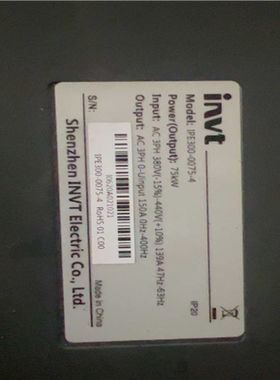 invt
Model: IPE300-0075-4
IP20
Power(Output): 75kW
Input: AC 3PH 380V(-15%)-440V(+10%) 139A 47Hz-63Hz
Output: AC 3PH 0-Uinput 150A 0Hz-400Hz
S/N:
IPE300-0075-4 RoHS 01 C00
Made in China
Shenzhen INVT Electric Co., Ltd.